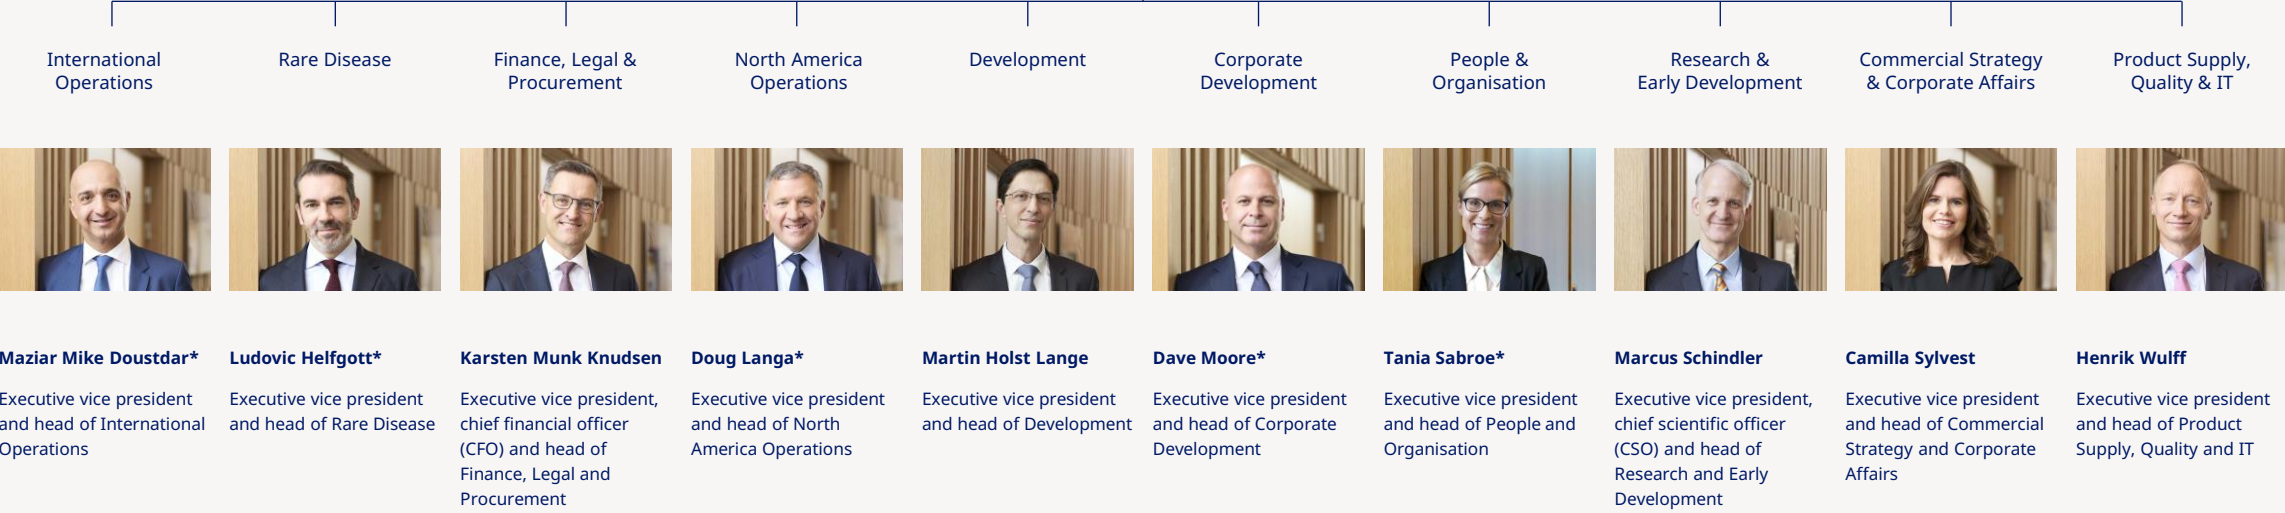 International
Operations
Rare Disease
Finance, Legal &
Procurement
North America
Operations
Development
Corporate
Development
People &
Organisation
Research &
Early Development
Commercial Strategy
& Corporate Affairs
Product Supply,
Quality & IT
Maziar Mike Doustdar*
Executive vice president
and head of International
Operations
Ludovic Helfgott*
Executive vice president
and head of Rare Disease
Karsten Munk Knudsen
Executive vice president,
chief financial officer
(CFO) and head of
Finance, Legal and
Procurement
Doug Langa*
Executive vice president
and head of North
America Operations
Martin Holst Lange
Executive vice president
and head of Development
Dave Moore*
Executive vice president
and head of Corporate
Development
Tania Sabroe*
Executive vice president
and head of People and
Organisation
Marcus Schindler
Executive vice president,
chief scientific officer
(CSO) and head of
Research and Early
Development
Camilla Sylvest
Executive vice president
and head of Commercial
Strategy and Corporate
Affairs
Henrik Wulff
Executive vice president
and head of Product
Supply, Quality and IT